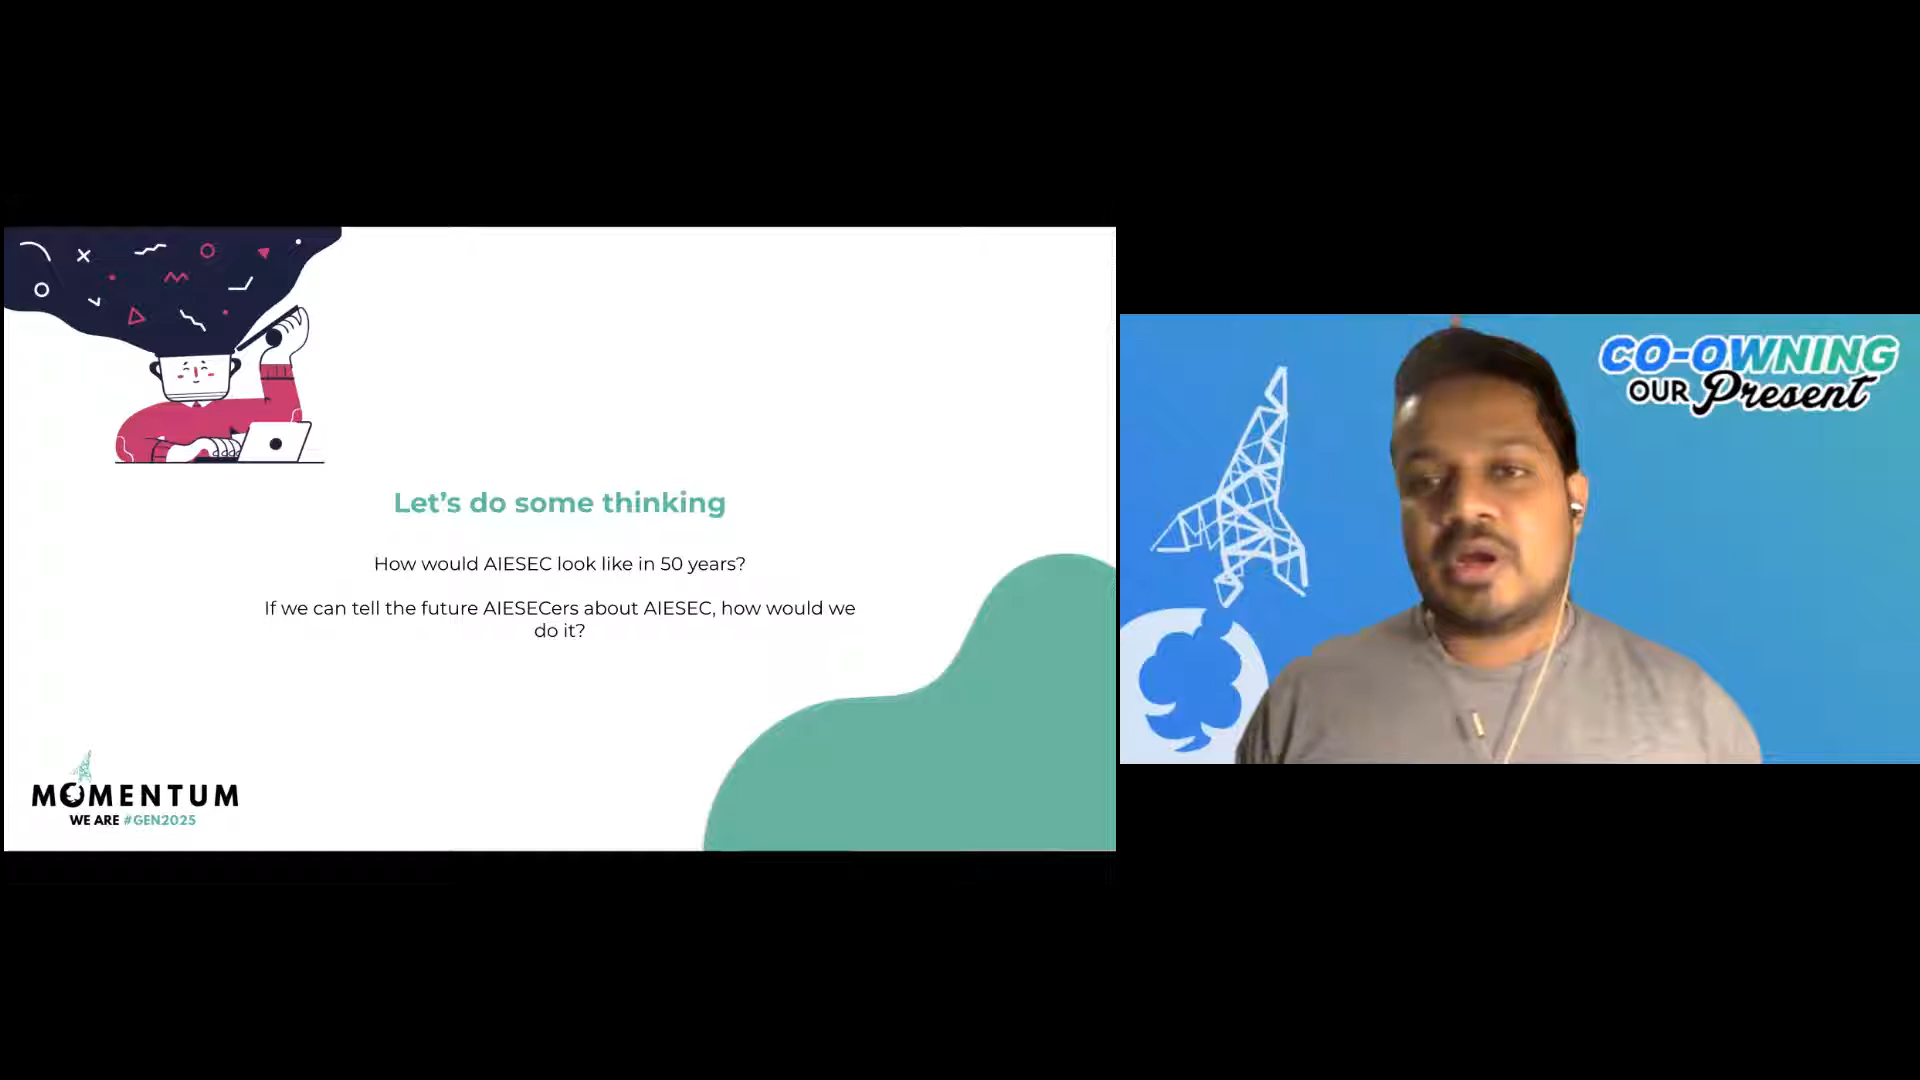 Let’s do some thinking
How would AIESEC look like in 50 years?
If we can tell the future AIESECers about AIESEC, how would we
do it?
MOMENTUM
WE ARE #GEN2025
CO-OWNING
OUR Present